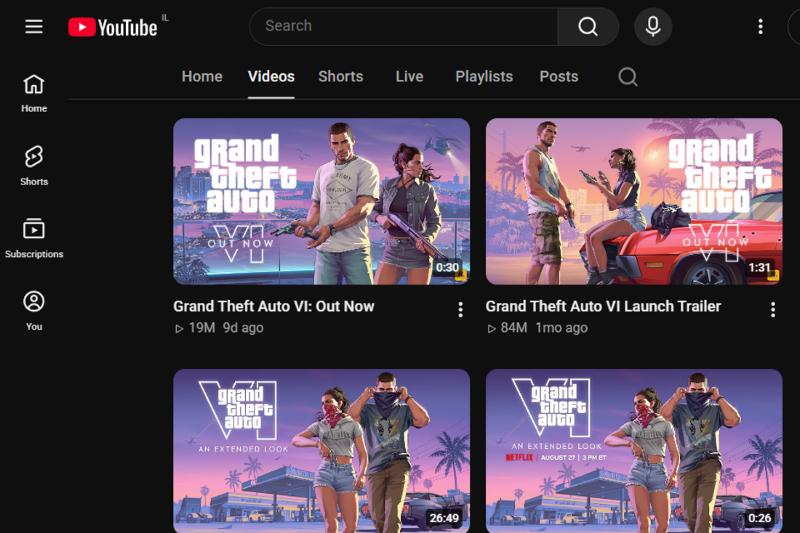 YouTube IL
Search
Home Videos Shorts Live Playlists Posts
Home
Shorts
Subscriptions
You
grand
theft
auto
VI
OUT NOW
0:30
Grand Theft Auto VI: Out Now
19M 9d ago
grand
theft
auto
VI
OUT NOW
1:31
Grand Theft Auto VI Launch Trailer
84M 1mo ago
VI
grand
theft
auto
AN EXTENDED LOOK
26:49
VI
grand
theft
auto
AN EXTENDED LOOK
NETFLIX | AUGUST 27 | 3 PM ET
0:26